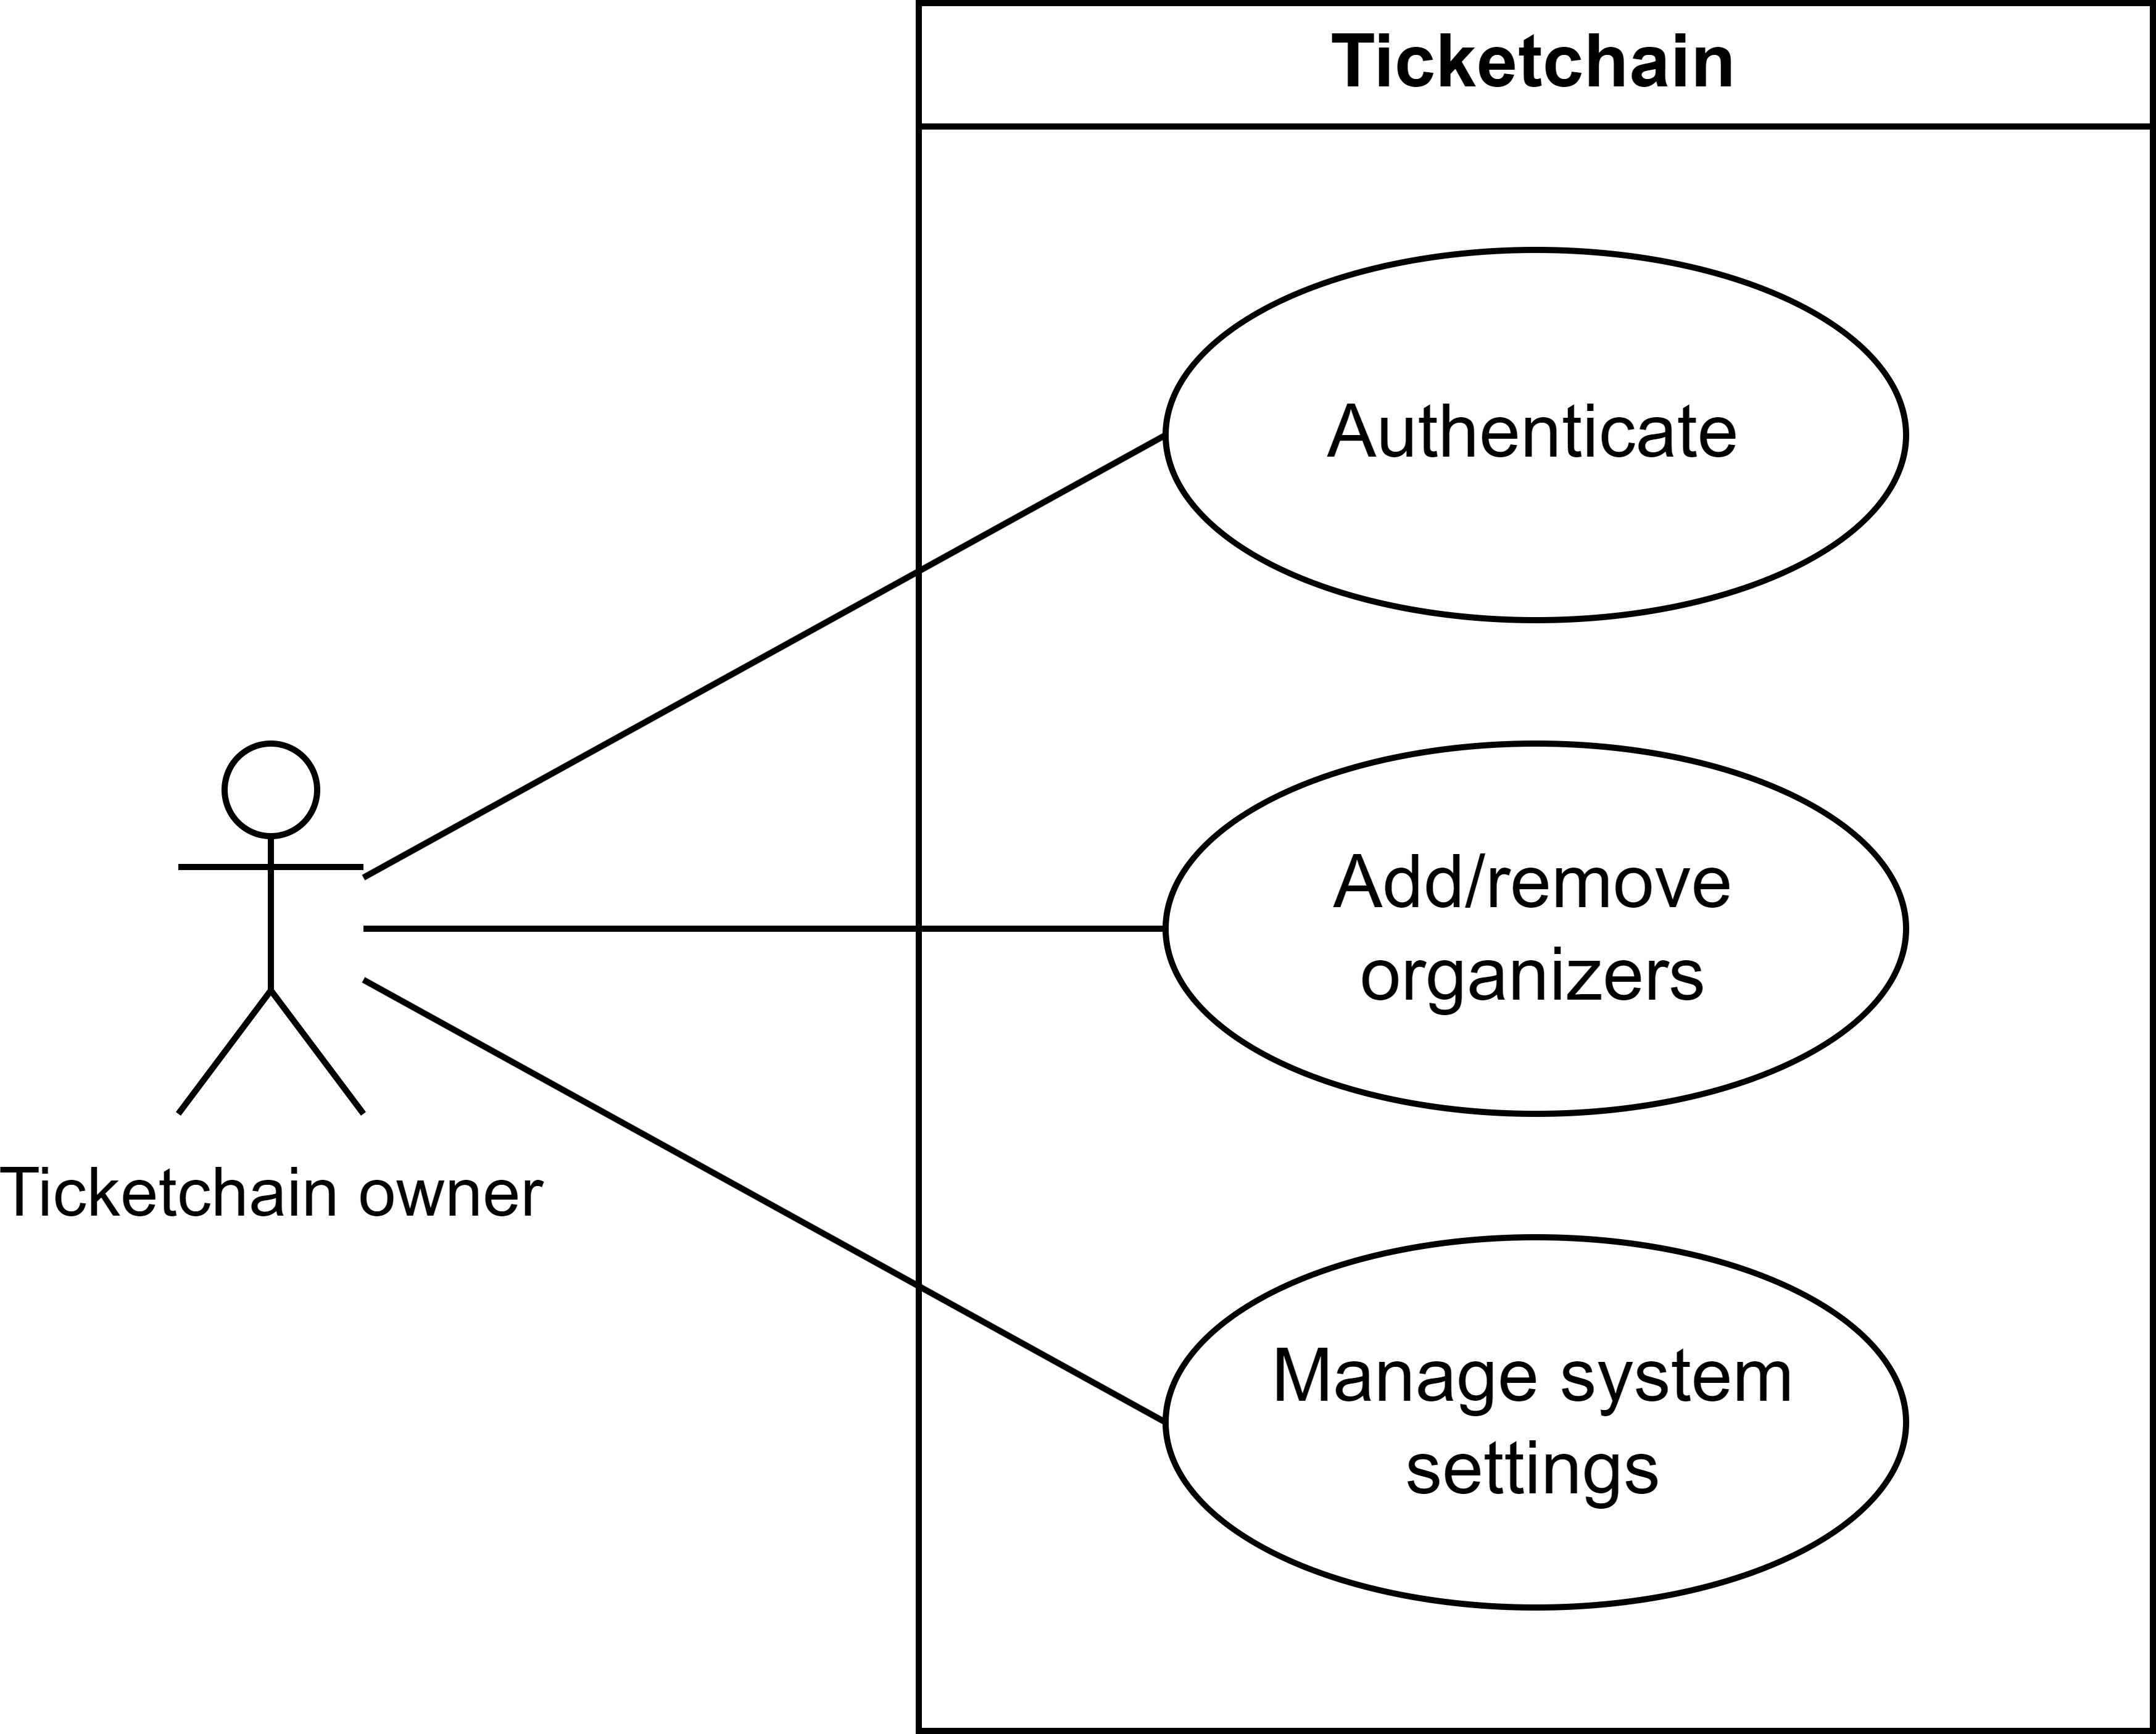 Ticketchain
Authenticate
Add/remove
organizers
Ticketchain owner
Manage system
settings